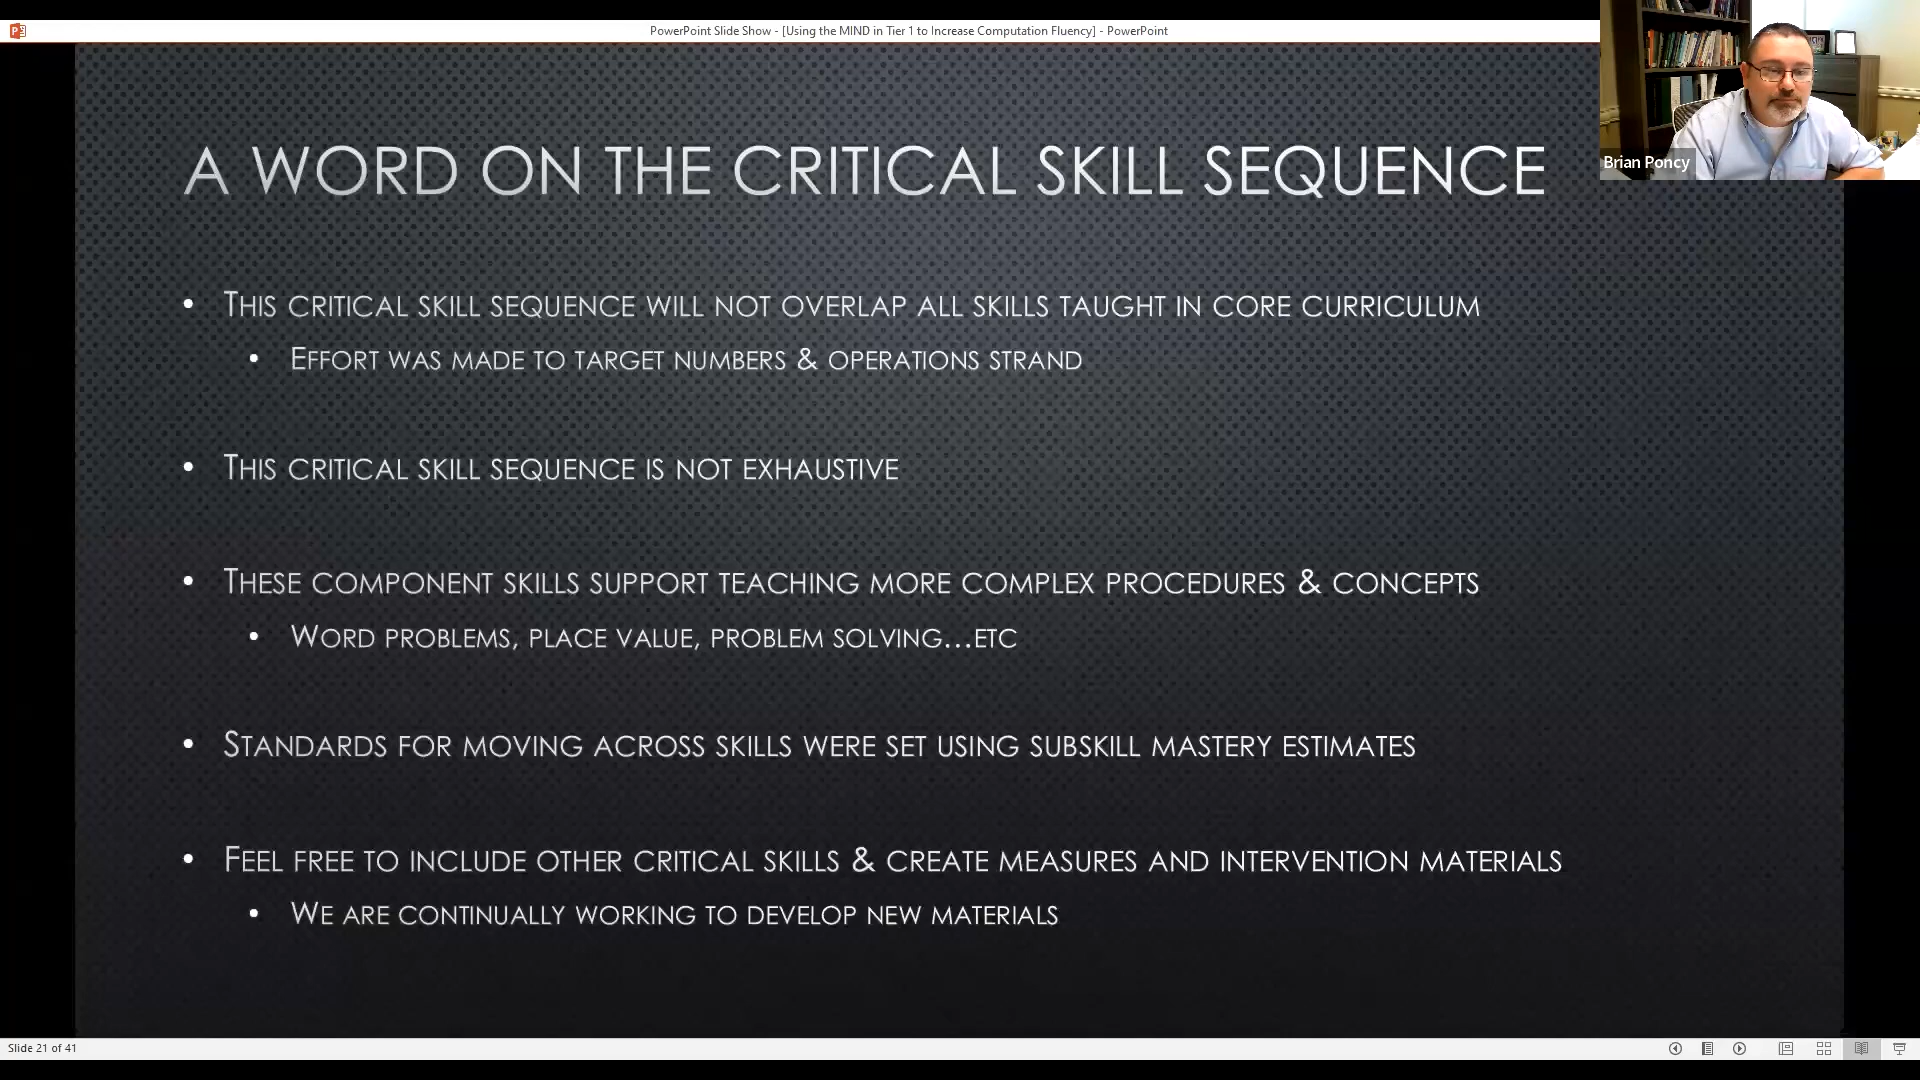 PowerPoint Slide Show - [Using the MIND in Tier 1 to Increase Computation Fluency] - PowerPoint
Brian Poncy
A WORD ON THE CRITICAL SKILL SEQUENCE
• THIS CRITICAL SKILL SEQUENCE WILL NOT OVERLAP ALL SKILLS TAUGHT IN CORE CURRICULUM
• EFFORT WAS MADE TO TARGET NUMBERS & OPERATIONS STRAND
• THIS CRITICAL SKILL SEQUENCE IS NOT EXHAUSTIVE
• THESE COMPONENT SKILLS SUPPORT TEACHING MORE COMPLEX PROCEDURES & CONCEPTS
• WORD PROBLEMS, PLACE VALUE, PROBLEM SOLVING...ETC
• STANDARDS FOR MOVING ACROSS SKILLS WERE SET USING SUBSKILL MASTERY ESTIMATES
• FEEL FREE TO INCLUDE OTHER CRITICAL SKILLS & CREATE MEASURES AND INTERVENTION MATERIALS
• WE ARE CONTINUALLY WORKING TO DEVELOP NEW MATERIALS
Slide 21 of 41